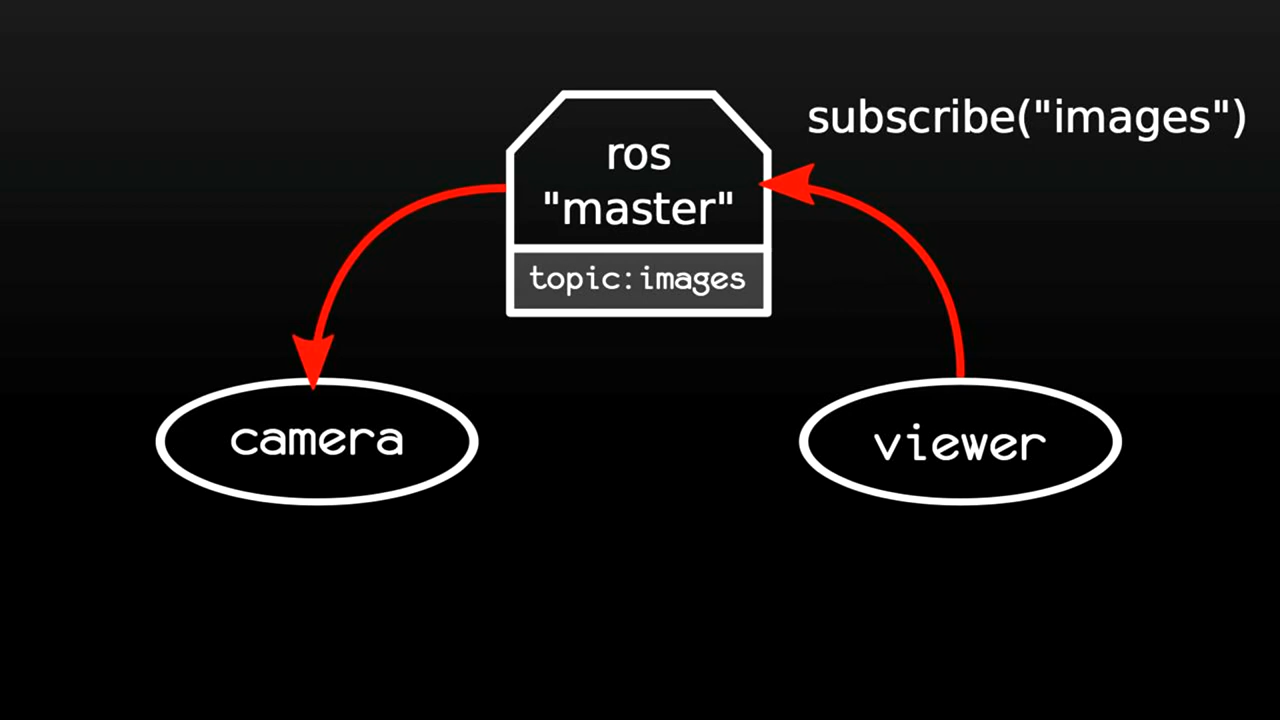 subscribe("images")
ros
"master"
topic:images
camera
viewer